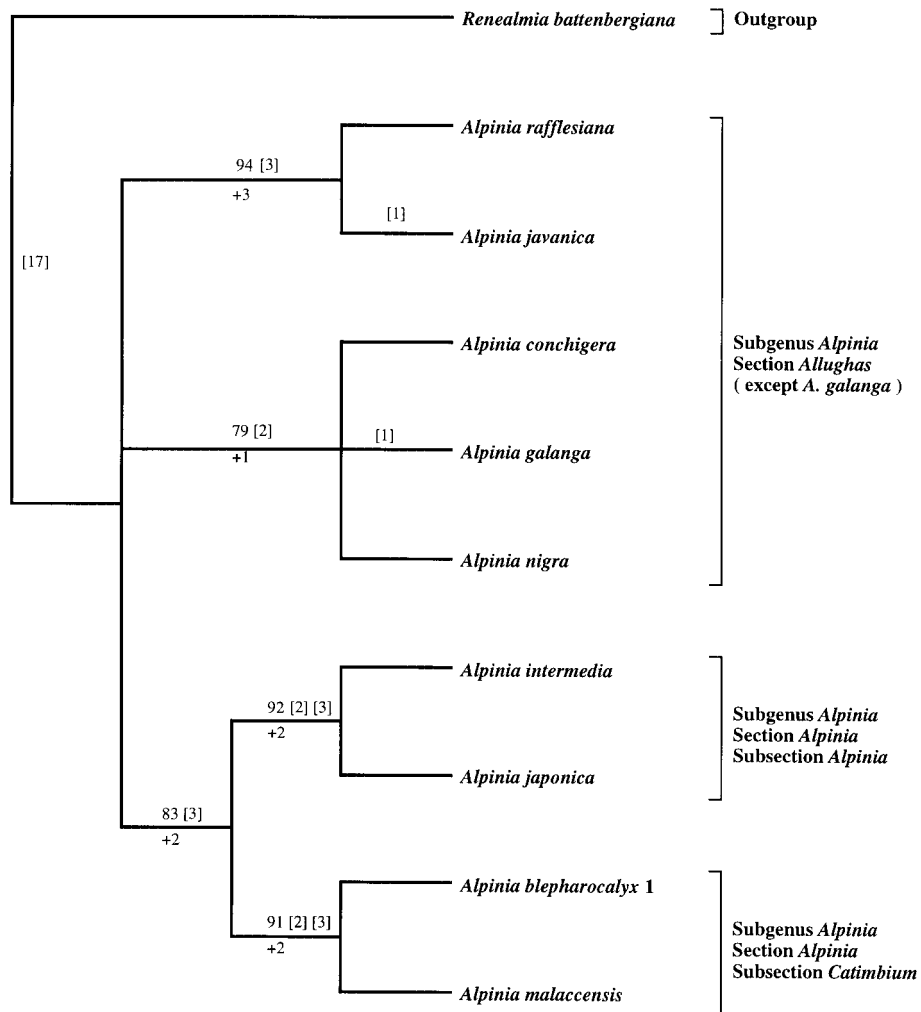 Renealmia battenbergiana
Outgroup
Alpinia rafflesiana
94 [3]
+3
[1]
Alpinia javanica
[17]
Alpinia conchigera
Subgenus Alpinia
Section Allughas
( except A. galanga )
79 [2]
+1
[1]
Alpinia galanga
Alpinia nigra
Alpinia intermedia
92 [2] [3]
+2
Subgenus Alpinia
Section Alpinia
Subsection Alpinia
Alpinia japonica
83 [3]
+2
Alpinia blepharocalyx 1
91 [2] [3]
+2
Subgenus Alpinia
Section Alpinia
Subsection Catimbium
Alpinia malaccensis